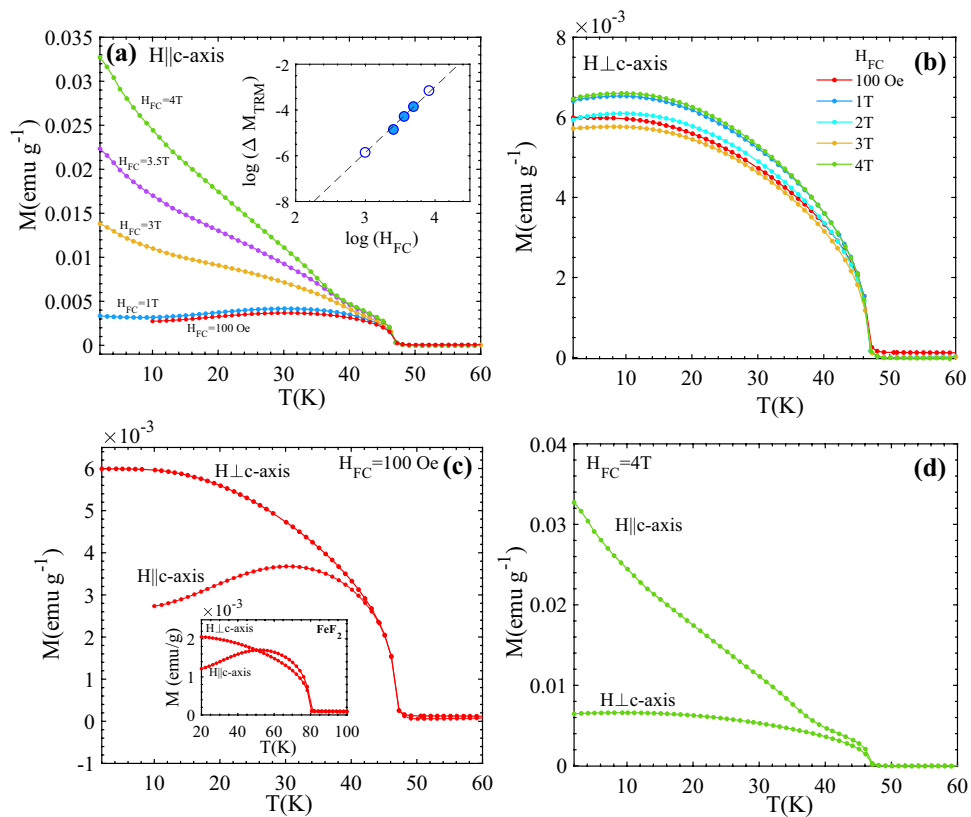 (a) H||c-axis
0.035
0.03
0.025
0.02
0.015
0.01
0.005
0
M(emu g⁻¹)
10 20 30 40 50 60
T(K)
H_FC=4T
H_FC=3.5T
H_FC=3T
H_FC=1T
H_FC=100 Oe
-2
-4
-6
-8
log (Δ M_TRM)
2 3 4
log (H_FC)
×10⁻³
(b)
H⊥c-axis
H_FC
100 Oe
1T
2T
3T
4T
8
6
4
2
0
M(emu g⁻¹)
10 20 30 40 50 60
T(K)
×10⁻³
H⊥c-axis H_FC=100 Oe (c)
H||c-axis
6
5
4
3
2
1
0
-1
M(emu g⁻¹)
10 20 30 40 50 60
T(K)
×10⁻³
H⊥c-axis FeF₂
H||c-axis
2
1
0
M (emu/g)
20 40 60 80 100
T(K)
H_FC=4T (d)
H||c-axis
H⊥c-axis
0.04
0.03
0.02
0.01
0
M(emu g⁻¹)
10 20 30 40 50 60
T(K)